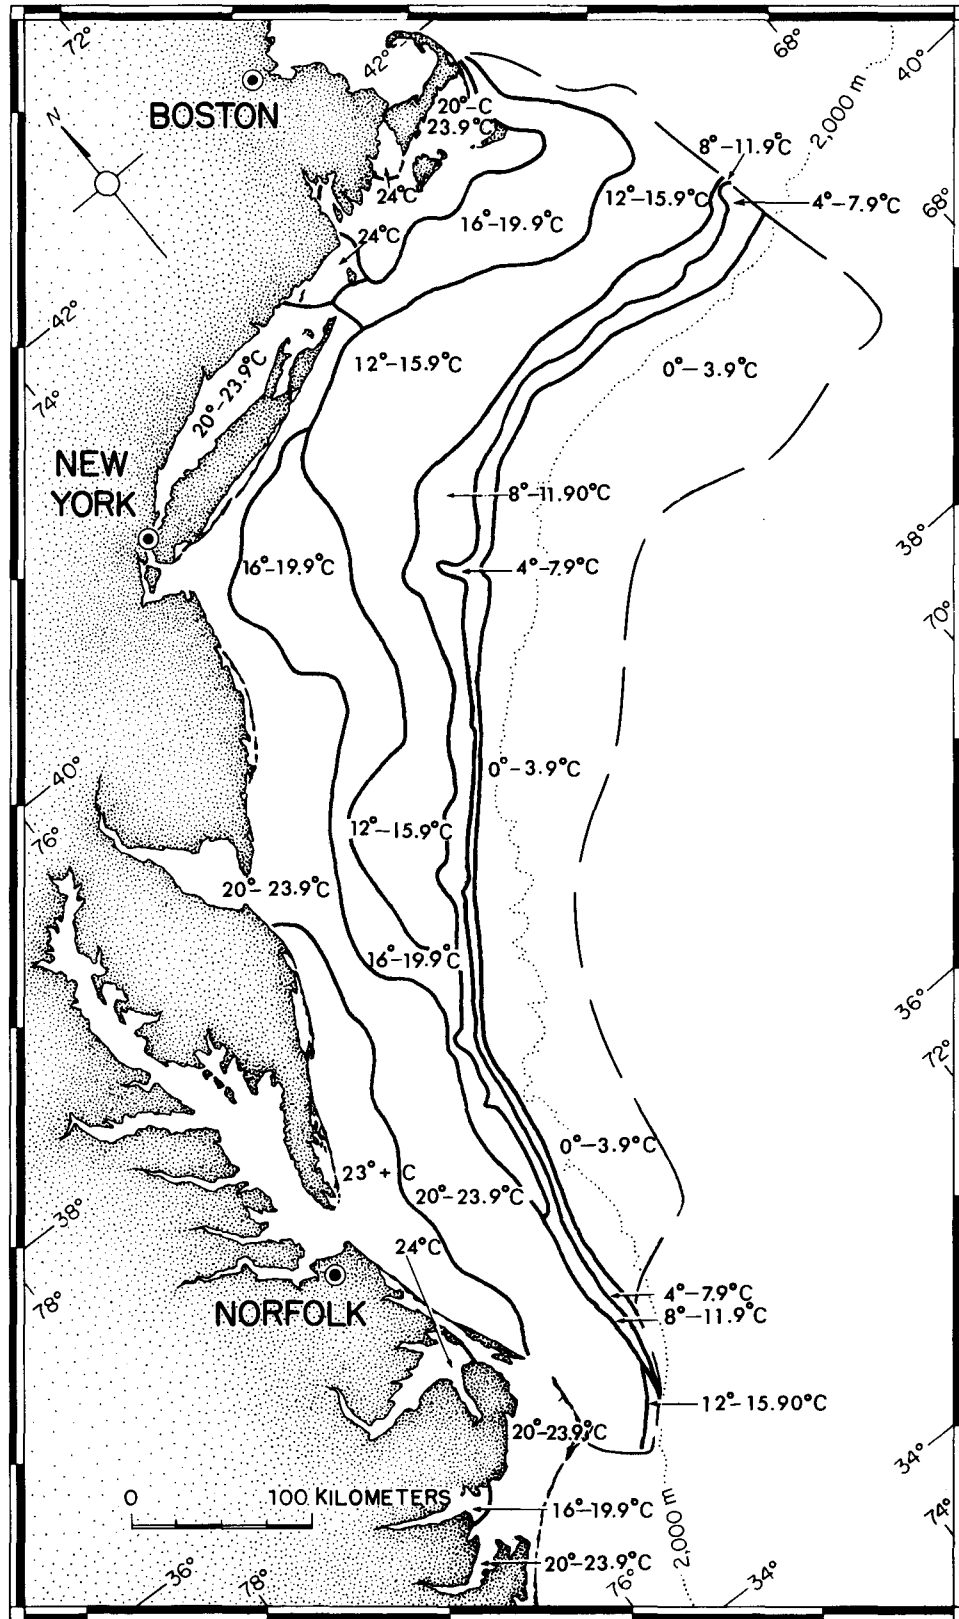 72°
68°
42°
40°
BOSTON
20°-C
23.9°C
2,000 m
8°-11.9°C
N
24°C
12°-15.9°C
4°-7.9°C
68°
16°-19.9°C
24°C
42°
12°-15.9°C
0°-3.9°C
74°
20°-23.9°C
NEW
YORK
8°-11.90°C
38°
16°-19.9°C
4°-7.9°C
70°
40°
0°-3.9°C
76°
12°-15.9°C
20°-23.9°C
16°-19.9°C
36°
72°
0°-3.9°C
23°+C
20°-23.9°C
38°
24°C
78°
4°-7.9°C
NORFOLK
8°-11.9°C
12°-15.90°C
20°-23.9°C
34°
0 100 KILOMETERS
16°-19.9°C
2,000 m
74°
20°-23.9°C
36°
78°
76°
34°